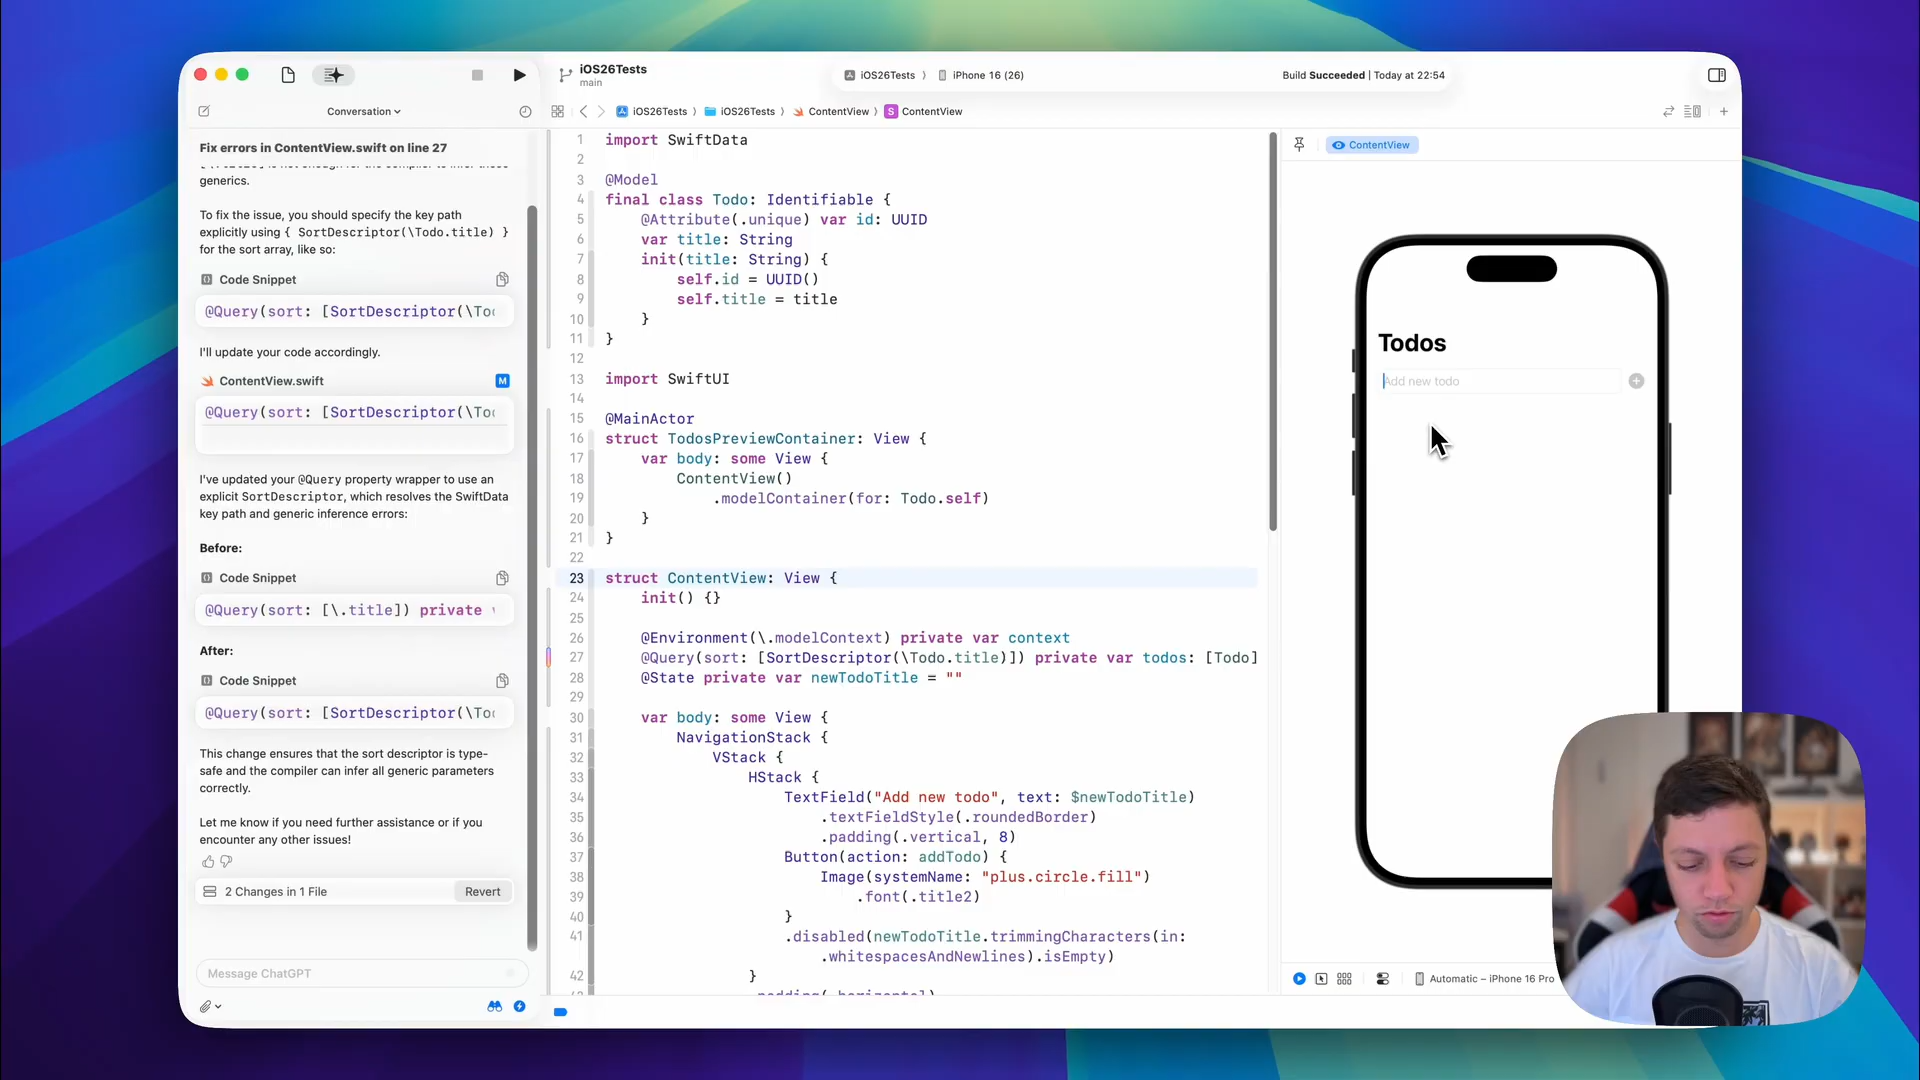 iOS26Tests
main
iOS26Tests
iPhone 16 (26)
Build Succeeded | Today at 22:54
Conversation
iOS26Tests
iOS26Tests
ContentView
S ContentView
Fix errors in ContentView.swift on line 27
generics.
To fix the issue, you should specify the key path
explicitly using { SortDescriptor(\Todo.title) }
for the sort array, like so:
Code Snippet
@Query(sort: [SortDescriptor(\To
I'll update your code accordingly.
ContentView.swift M
@Query(sort: [SortDescriptor(\To
I've updated your @Query property wrapper to use an
explicit SortDescriptor, which resolves the SwiftData
key path and generic inference errors:
Before:
Code Snippet
@Query(sort: [\.title]) private
After:
Code Snippet
@Query(sort: [SortDescriptor(\To
This change ensures that the sort descriptor is type-
safe and the compiler can infer all generic parameters
correctly.
Let me know if you need further assistance or if you
encounter any other issues!
2 Changes in 1 File
Revert
Message ChatGPT
1 import SwiftData
2
3 @Model
4 final class Todo: Identifiable {
5 @Attribute(.unique) var id: UUID
6 var title: String
7 init(title: String) {
8 self.id = UUID()
9 self.title = title
10 }
11 }
12
13 import SwiftUI
14
15 @MainActor
16 struct TodosPreviewContainer: View {
17 var body: some View {
18 ContentView()
19 .modelContainer(for: Todo.self)
20 }
21 }
22
23 struct ContentView: View {
24 init() {}
25
26 @Environment(\.modelContext) private var context
27 @Query(sort: [SortDescriptor(\Todo.title)]) private var todos: [Todo]
28 @State private var newTodoTitle = ""
29
30 var body: some View {
31 NavigationStack {
32 VStack {
33 HStack {
34 TextField("Add new todo", text: $newTodoTitle)
35 .textFieldStyle(.roundedBorder)
36 .padding(.vertical, 8)
37 Button(action: addTodo) {
38 Image(systemName: "plus.circle.fill")
39 .font(.title2)
40 }
41 .disabled(newTodoTitle.trimmingCharacters(in:
.whitespacesAndNewlines).isEmpty)
42 }
ContentView
Todos
Add new todo
Automatic – iPhone 16 Pro